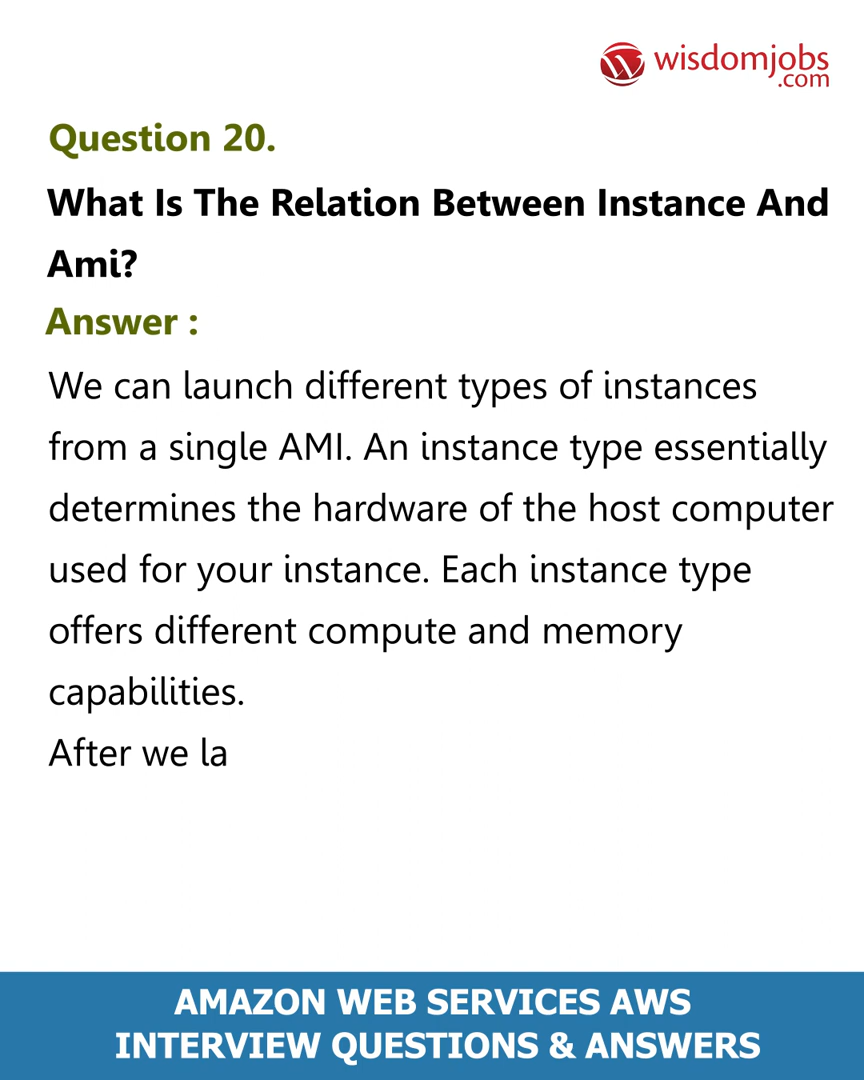 wisdomjobs
.com
Question 20.
What Is The Relation Between Instance And
Ami?
Answer :
We can launch different types of instances
from a single AMI. An instance type essentially
determines the hardware of the host computer
used for your instance. Each instance type
offers different compute and memory
capabilities.
After we la
AMAZON WEB SERVICES AWS
INTERVIEW QUESTIONS & ANSWERS